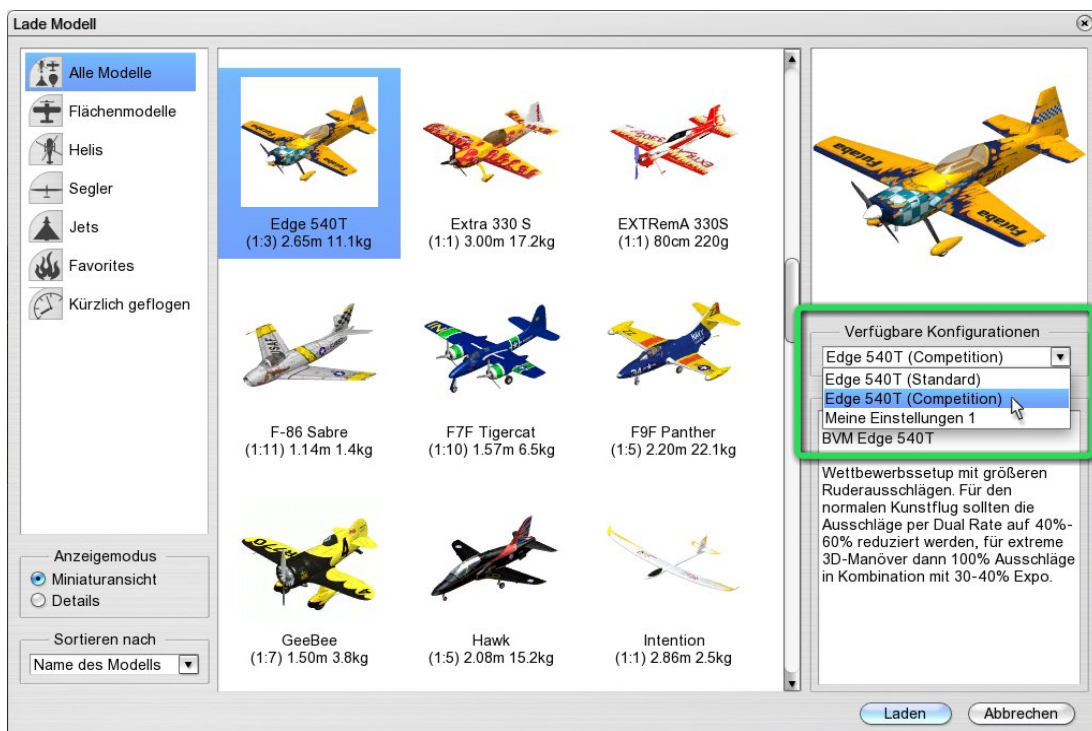 Lade Modell
Alle Modelle
Flächenmodelle
Helis
Segler
Jets
Favorites
Kürzlich geflogen
Anzeigemodus
Miniaturansicht
Details
Sortieren nach
Name des Modells
Edge 540T
(1:3) 2.65m 11.1kg
Extra 330 S
(1:1) 3.00m 17.2kg
EXTRemA 330S
(1:1) 80cm 220g
F-86 Sabre
(1:11) 1.14m 1.4kg
F7F Tigercat
(1:10) 1.57m 6.5kg
F9F Panther
(1:5) 2.20m 22.1kg
GeeBee
(1:7) 1.50m 3.8kg
Hawk
(1:5) 2.08m 15.2kg
Intention
(1:1) 2.86m 2.5kg
Futaba
540T
Futaba
Verfügbare Konfigurationen
Edge 540T (Competition)
Edge 540T (Standard)
Edge 540T (Competition)
Meine Einstellungen 1
BVM Edge 540T
Wettbewerbssetup mit größeren
Ruderausschlägen. Für den
normalen Kunstflug sollten die
Ausschläge per Dual Rate auf 40%-
60% reduziert werden, für extreme
3D-Manöver dann 100% Ausschläge
in Kombination mit 30-40% Expo.
Laden
Abbrechen